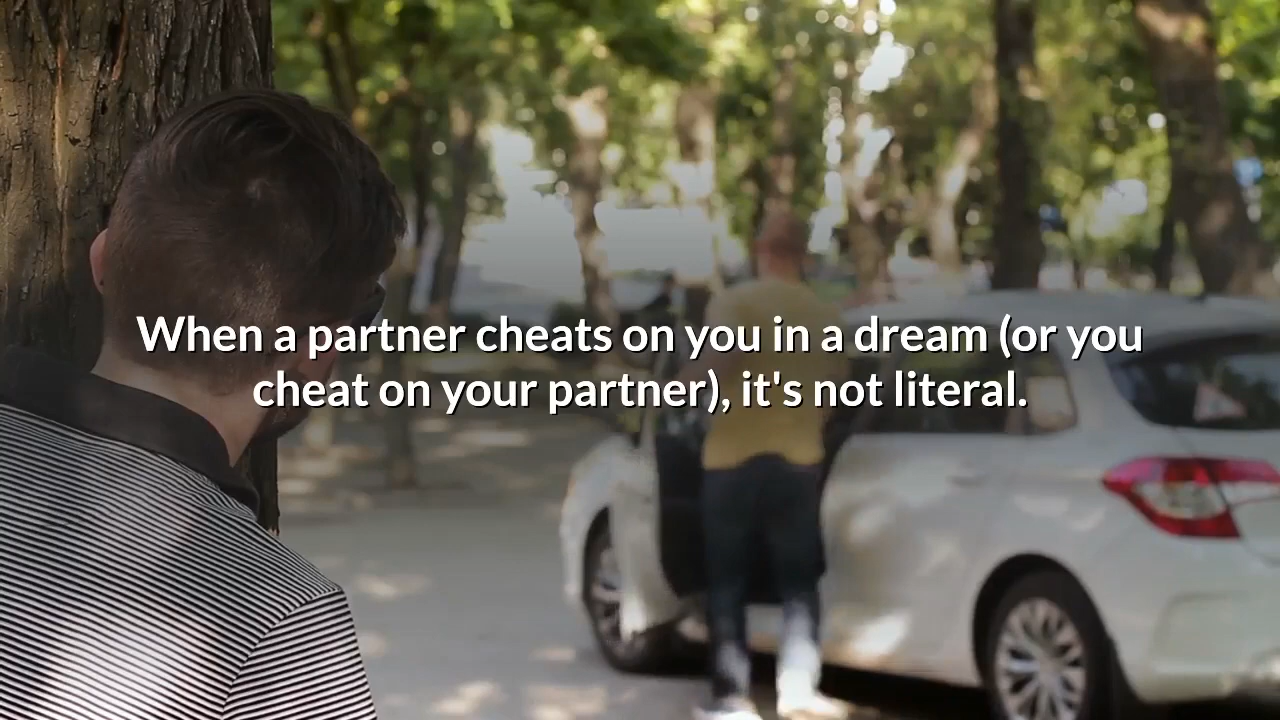 When a partner cheats on you in a dream (or you
cheat on your partner), it's not literal.